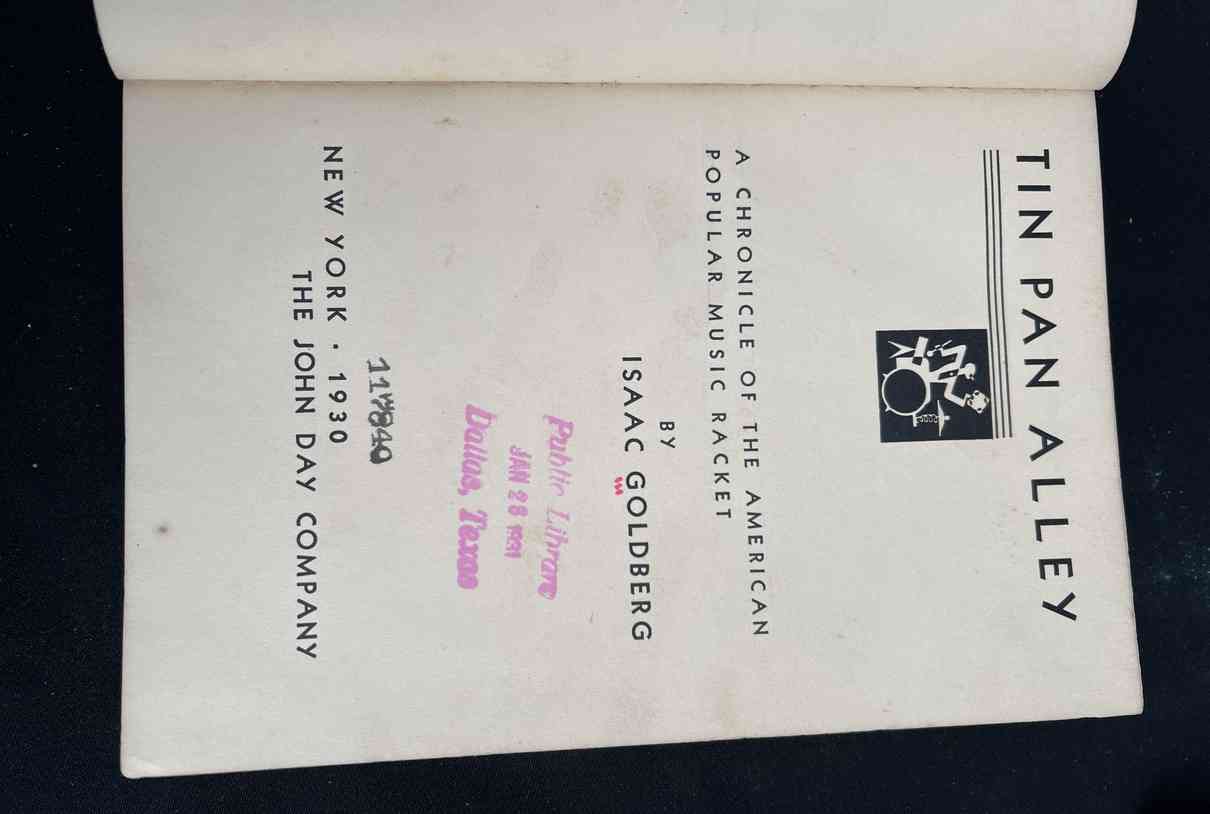 TIN PAN ALLEY
A CHRONICLE OF THE AMERICAN
POPULAR MUSIC RACKET
BY
ISAAC GOLDBERG
Public Library
JAN 28 1931
Dallas, Texas
NEW YORK · 1930
THE JOHN DAY COMPANY